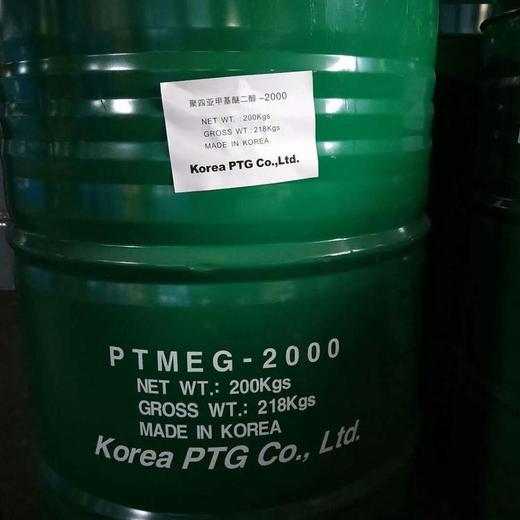 聚四亚甲基醚二醇-2000
NET WT. :200Kgs
GROSS WT.:218Kgs
MADE IN KOREA
Korea PTG Co.,Ltd.
PTMEG-2000
NET WT.: 200Kgs
GROSS WT.: 218Kgs
MADE IN KOREA
Korea PTG Co., Ltd.